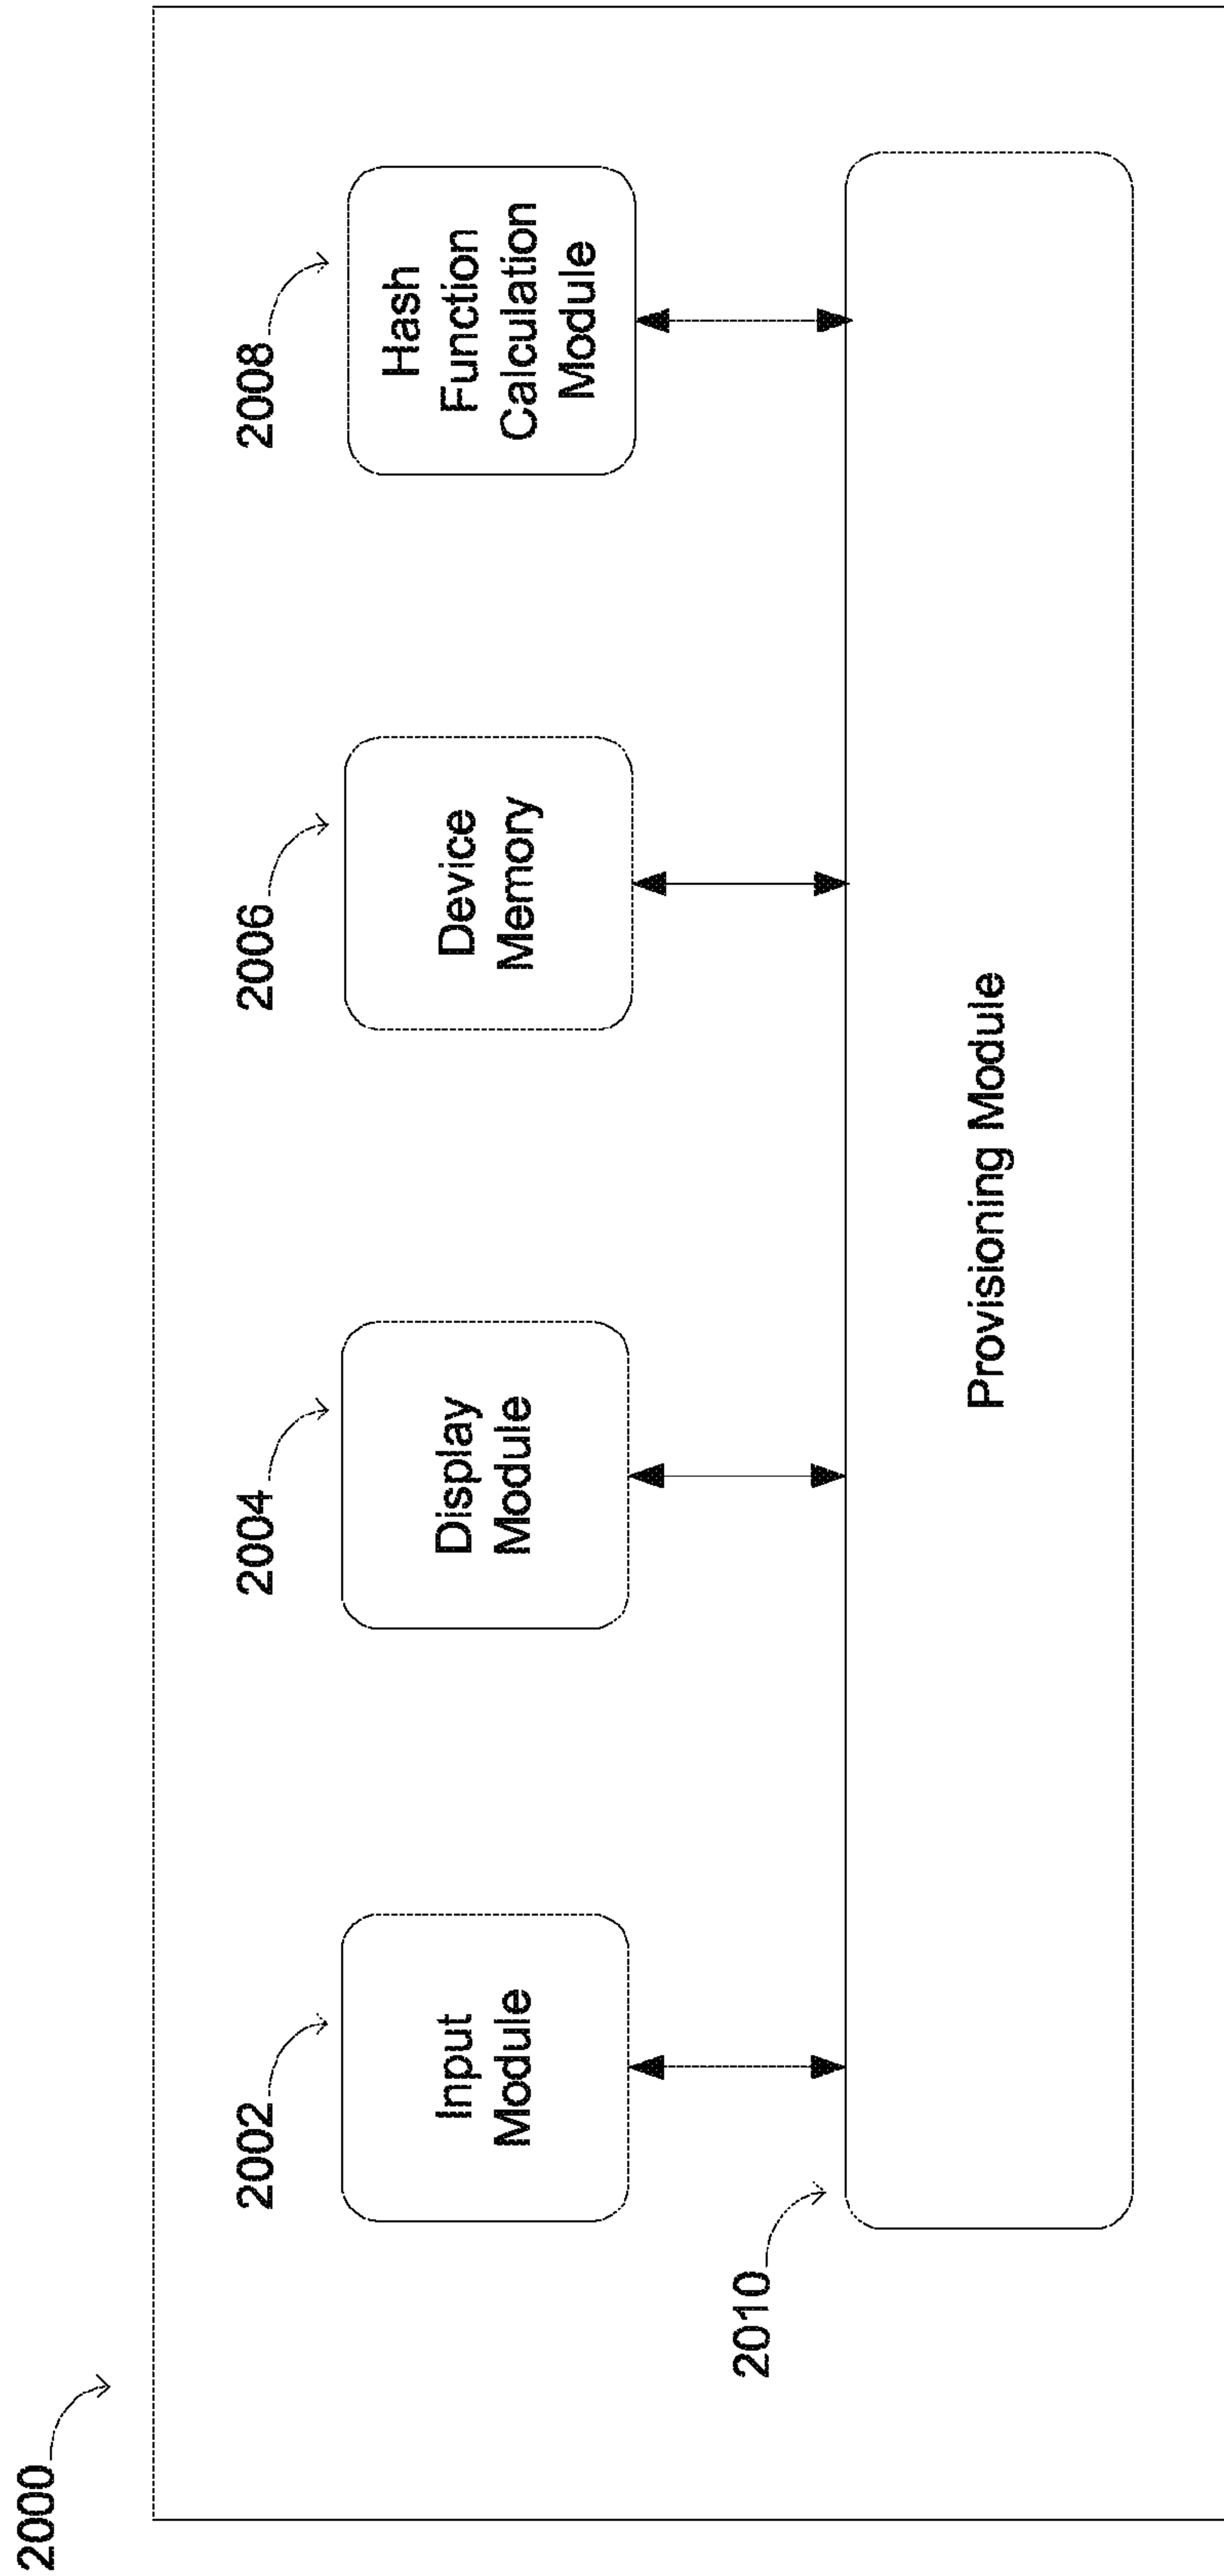 2000
2002
Input
Module
2004
Display
Module
2006
Device
Memory
2008
Hash
Function
Calculation
Module
2010
Provisioning Module